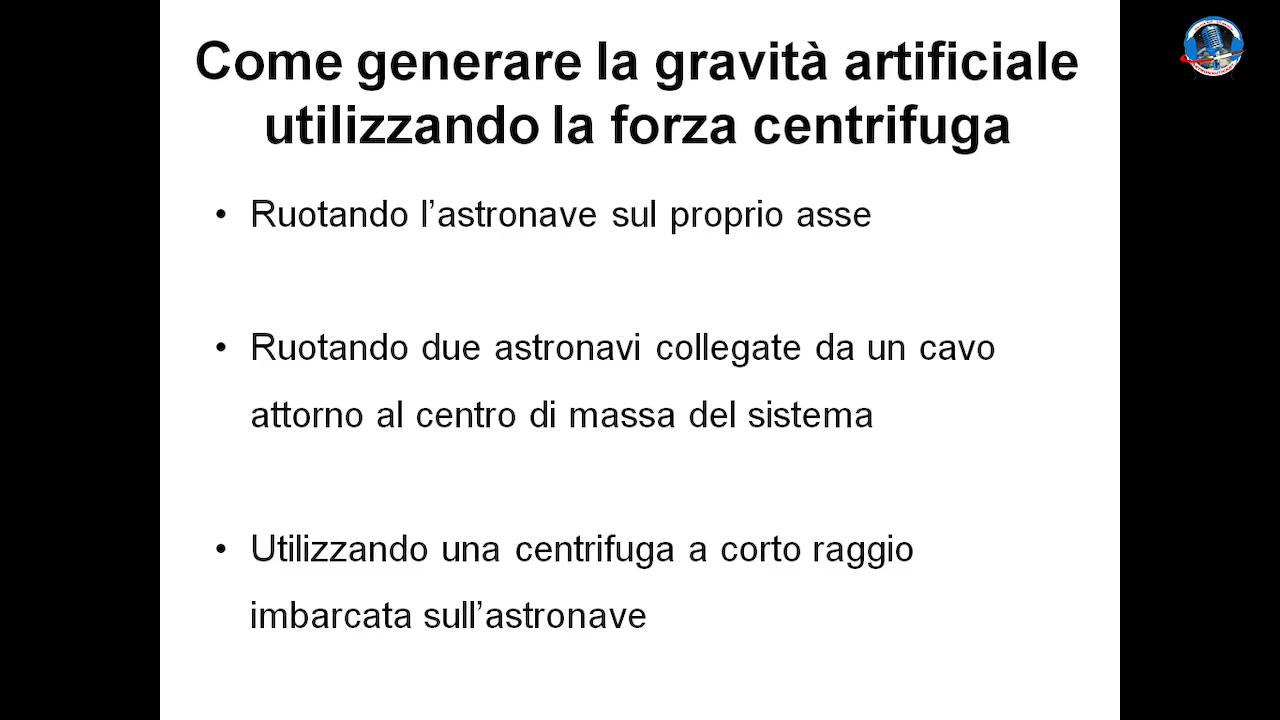 Come generare la gravità artificiale
utilizzando la forza centrifuga
• Ruotando l’astronave sul proprio asse
• Ruotando due astronavi collegate da un cavo
attorno al centro di massa del sistema
• Utilizzando una centrifuga a corto raggio
imbarcata sull’astronave